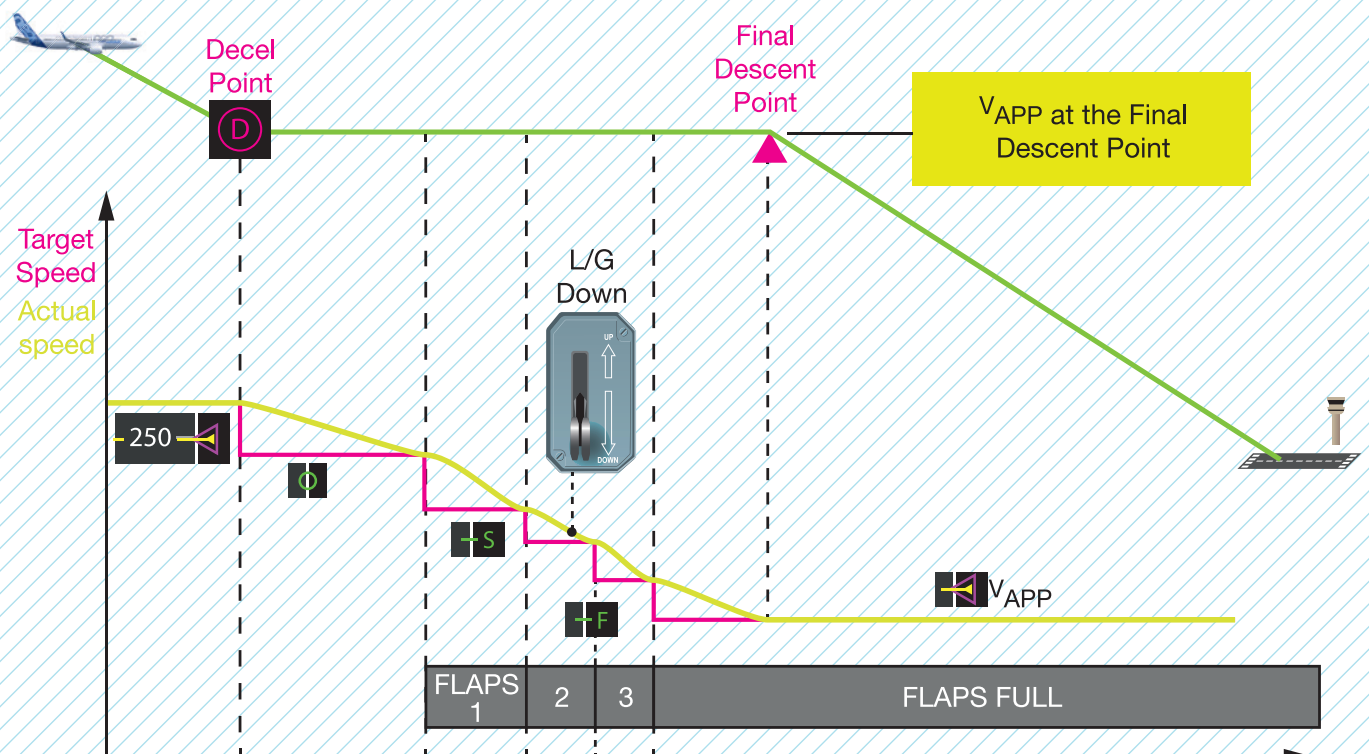 Decel
Point
D
Final
Descent
Point
VAPP at the Final
Descent Point
Target
Speed
Actual
speed
L/G
Down
UP
DOWN
250
S
F
VAPP
FLAPS
1
2
3
FLAPS FULL